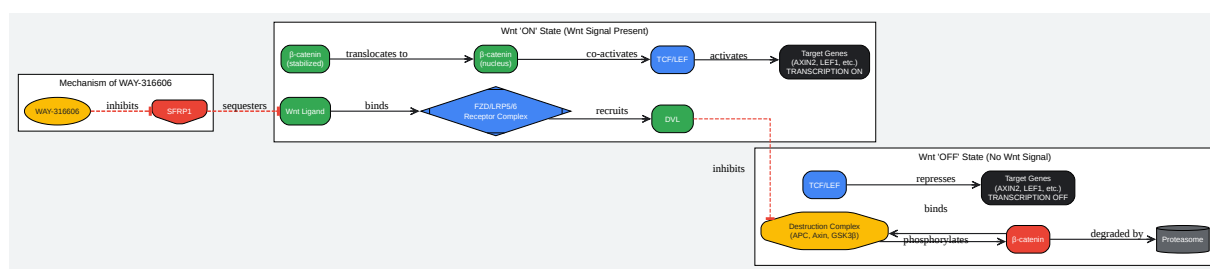 Wnt 'ON' State (Wnt Signal Present)
β-catenin
(stabilized)
translocates to
β-catenin
(nucleus)
co-activates
TCF/LEF
activates
Target Genes
(AXIN2, LEF1, etc.)
TRANSCRIPTION ON
Mechanism of WAY-316606
WAY-316606
inhibits
SFRP1
sequesters
Wnt Ligand
binds
FZD/LRP5/6
Receptor Complex
recruits
DVL
inhibits
Wnt 'OFF' State (No Wnt Signal)
TCF/LEF
represses
Target Genes
(AXIN2, LEF1, etc.)
TRANSCRIPTION OFF
binds
Destruction Complex
(APC, Axin, GSK3β)
phosphorylates
β-catenin
degraded by
Proteasome